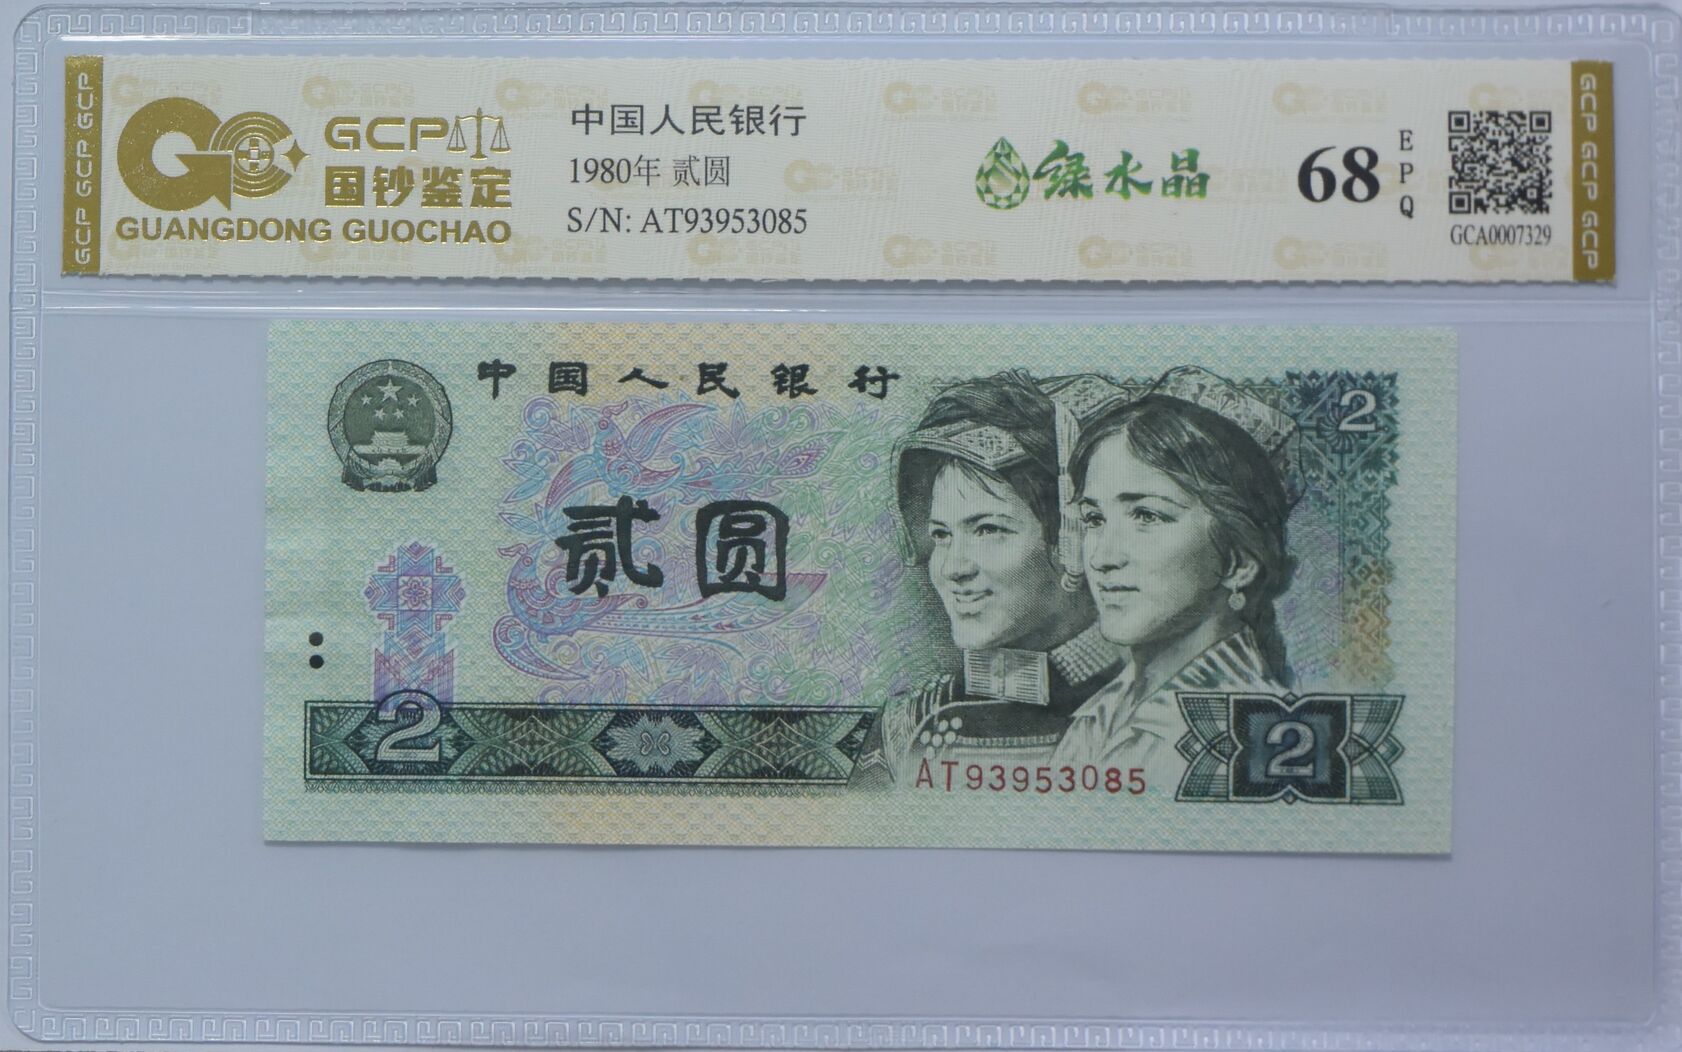 GCP GCP GCP
GCP
国钞鉴定
GUANGDONG GUOCHAO
中国人民银行
1980年 贰圆
S/N: AT93953085
绿水晶
68
EPQ
GCA0007329
GCP GCP GCP
中国人民银行
2
贰圆
2
AT93953085
2